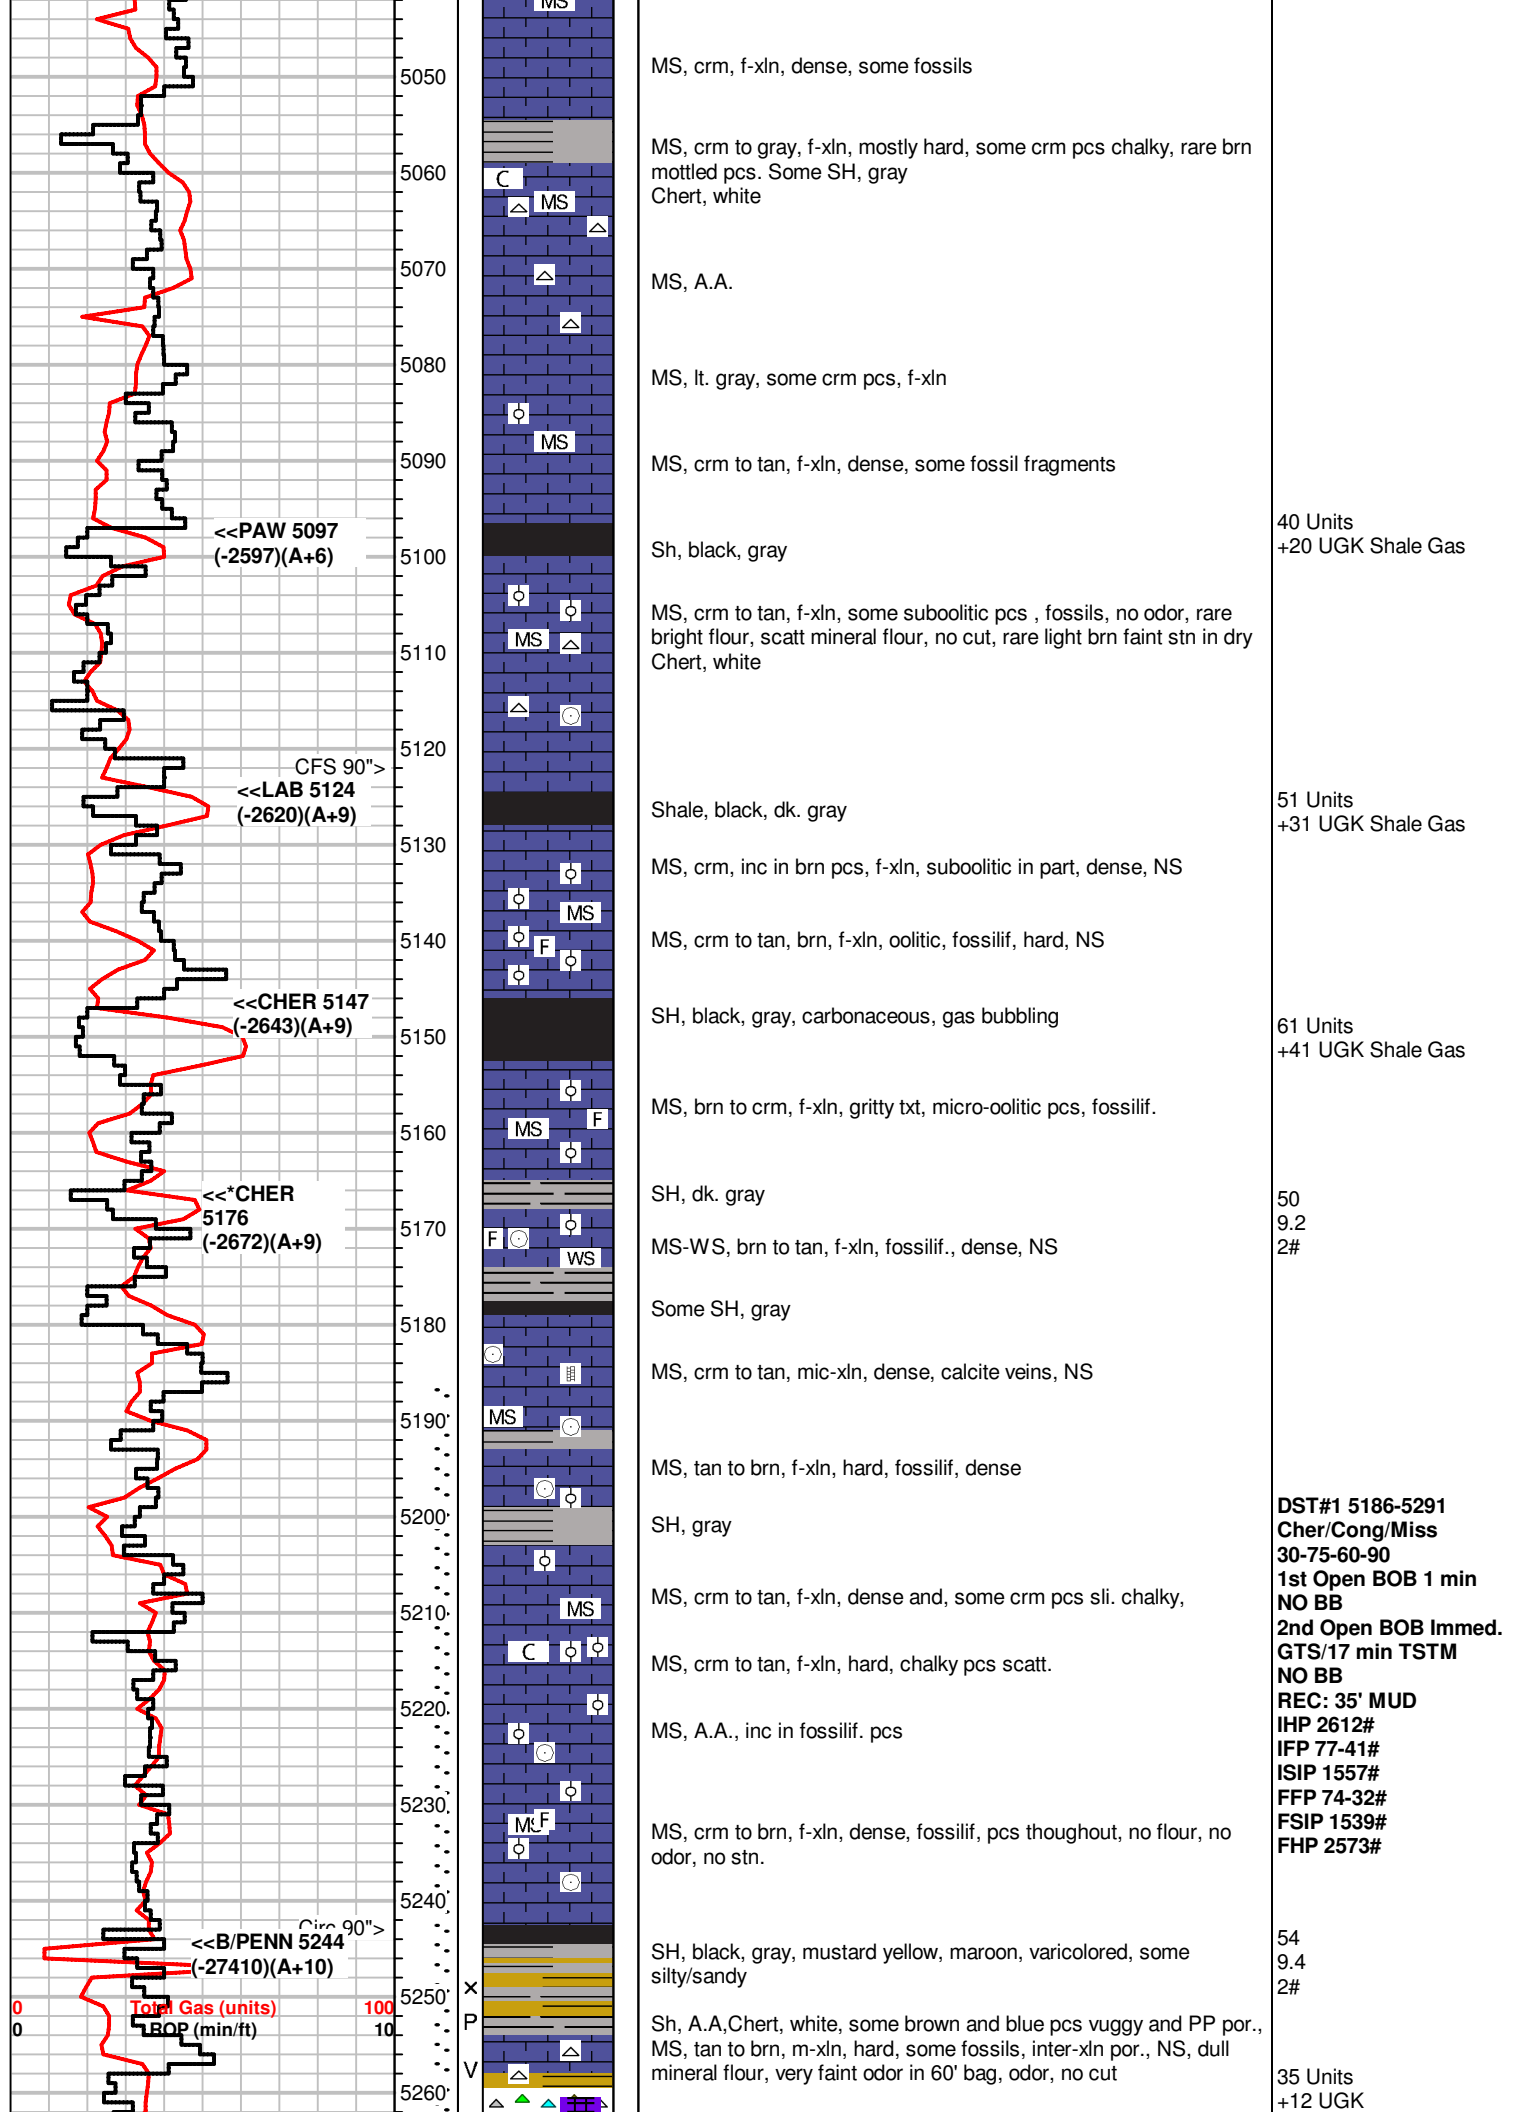 MS
5050
MS, crm, f-xln, dense, some fossils
MS, crm to gray, f-xln, mostly hard, some crm pcs chalky, rare brn
mottled pcs. Some SH, gray
Chert, white
5060
C
MS
5070
MS, A.A.
5080
MS, lt. gray, some crm pcs, f-xln
MS
5090
MS, crm to tan, f-xln, dense, some fossil fragments
<<PAW 5097
(-2597)(A+6)
40 Units
+20 UGK Shale Gas
5100
Sh, black, gray
MS, crm to tan, f-xln, some suboolitic pcs , fossils, no odor, rare
bright flour, scatt mineral flour, no cut, rare light brn faint stn in dry
Chert, white
MS
5110
5120
CFS 90">
<<LAB 5124
(-2620)(A+9)
Shale, black, dk. gray
51 Units
+31 UGK Shale Gas
5130
MS, crm, inc in brn pcs, f-xln, suboolitic in part, dense, NS
MS
5140
F
MS, crm to tan, brn, f-xln, oolitic, fossilif, hard, NS
<<CHER 5147
(-2643)(A+9)
SH, black, gray, carbonaceous, gas bubbling
61 Units
+41 UGK Shale Gas
5150
MS, brn to crm, f-xln, gritty txt, micro-oolitic pcs, fossilif.
F
MS
5160
<<*CHER
5176
(-2672)(A+9)
SH, dk. gray
50
9.2
2#
5170
F
WS
MS-WS, brn to tan, f-xln, fossilif., dense, NS
Some SH, gray
5180
MS, crm to tan, mic-xln, dense, calcite veins, NS
5190
MS
MS, tan to brn, f-xln, hard, fossilif, dense
5200
SH, gray
DST#1 5186-5291
Cher/Cong/Miss
30-75-60-90
1st Open BOB 1 min
NO BB
2nd Open BOB Immed.
GTS/17 min TSTM
NO BB
REC: 35' MUD
IHP 2612#
IFP 77-41#
ISIP 1557#
FFP 74-32#
FSIP 1539#
FHP 2573#
MS, crm to tan, f-xln, dense and, some crm pcs sli. chalky,
5210
MS
C
MS, crm to tan, f-xln, hard, chalky pcs scatt.
5220
MS, A.A., inc in fossilif. pcs
5230
MS
F
MS, crm to brn, f-xln, dense, fossilif, pcs thoughout, no flour, no
odor, no stn.
5240
Circ 90">
<<B/PENN 5244
(-27410)(A+10)
SH, black, gray, mustard yellow, maroon, varicolored, some
silty/sandy
54
9.4
2#
X
5250
0 Total Gas (units) 100
0 ROP (min/ft) 10
P
V
Sh, A.A,Chert, white, some brown and blue pcs vuggy and PP por.,
MS, tan to brn, m-xln, hard, some fossils, inter-xln por., NS, dull
mineral flour, very faint odor in 60' bag, odor, no cut
5260
35 Units
+12 UGK